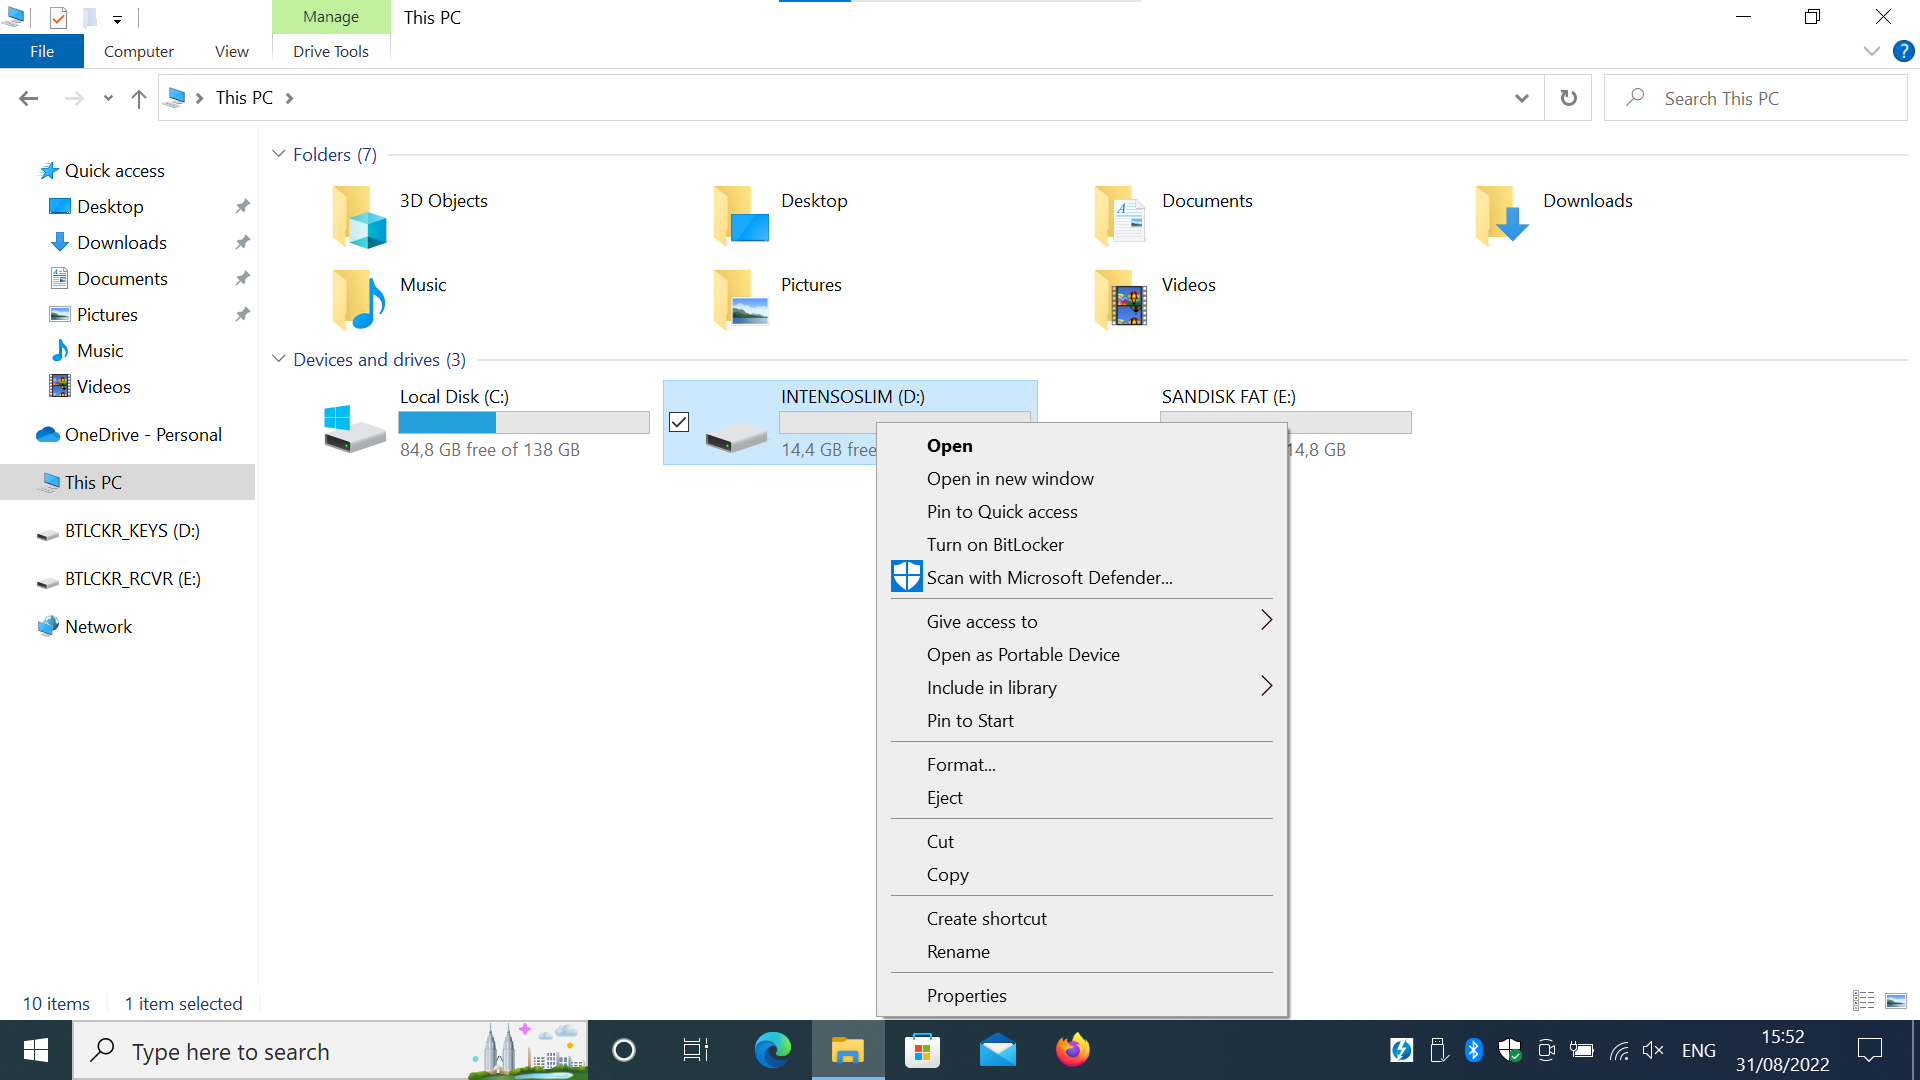 Manage
This PC
File
Computer
View
Drive Tools
?
This PC
Search This PC
Quick access
Desktop
Downloads
Documents
Pictures
Music
Videos
OneDrive - Personal
This PC
BTLCKR_KEYS (D:)
BTLCKR_RCVR (E:)
Network
Folders (7)
3D Objects
Desktop
Documents
Downloads
Music
Pictures
Videos
Devices and drives (3)
Local Disk (C:)
84,8 GB free of 138 GB
INTENSOSLIM (D:)
14,4 GB free
SANDISK FAT (E:)
14,8 GB
Open
Open in new window
Pin to Quick access
Turn on BitLocker
Scan with Microsoft Defender...
Give access to
Open as Portable Device
Include in library
Pin to Start
Format...
Eject
Cut
Copy
Create shortcut
Rename
Properties
10 items
1 item selected
Type here to search
ENG
15:52
31/08/2022